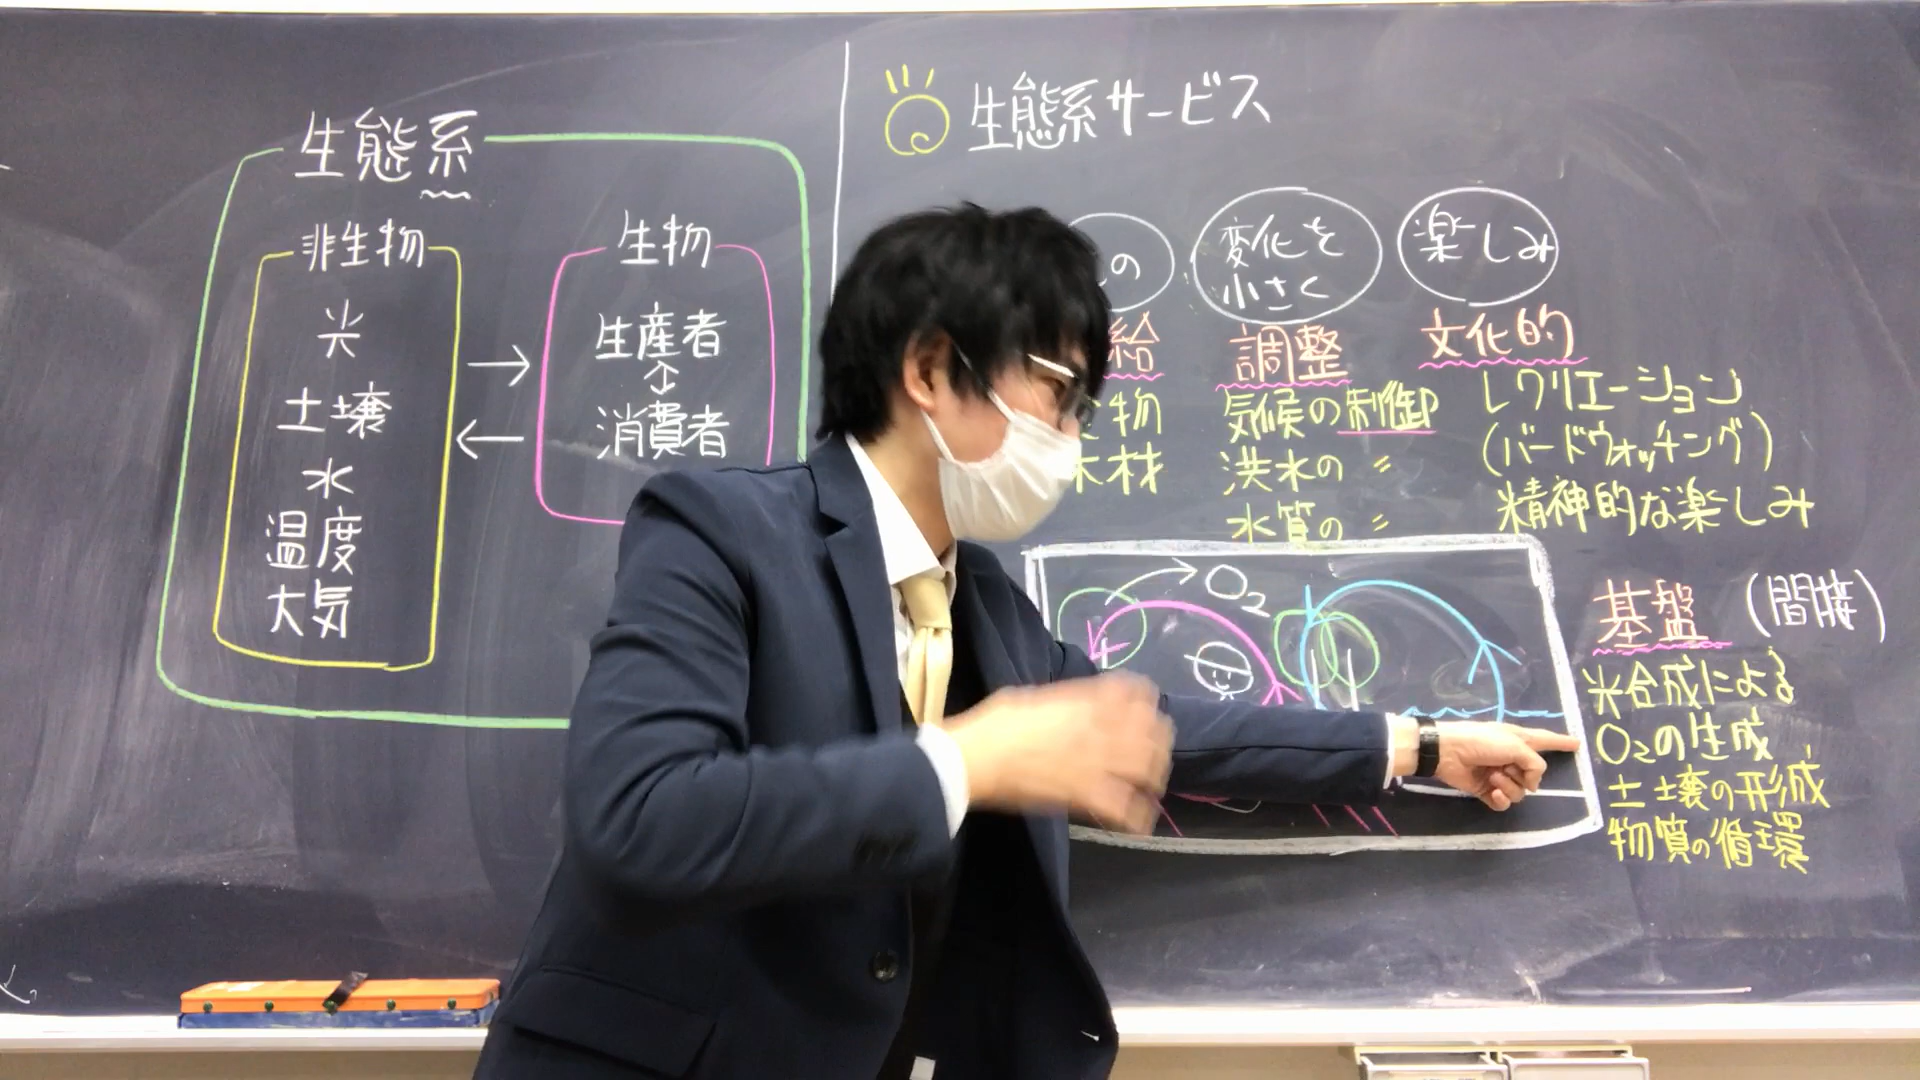 生態系
非生物
光
土壌
水
温度
大気
生物
生産者
消費者
生態系サービス
の
変化を
小さく
楽しみ
給
物
木材
調整
気候の制御
洪水の 〃
水質の 〃
文化的
レクリエーション
(バードウォッチング)
精神的な楽しみ
O₂
基盤 (間接)
光合成による
O₂の生成
土壌の形成
物質の循環